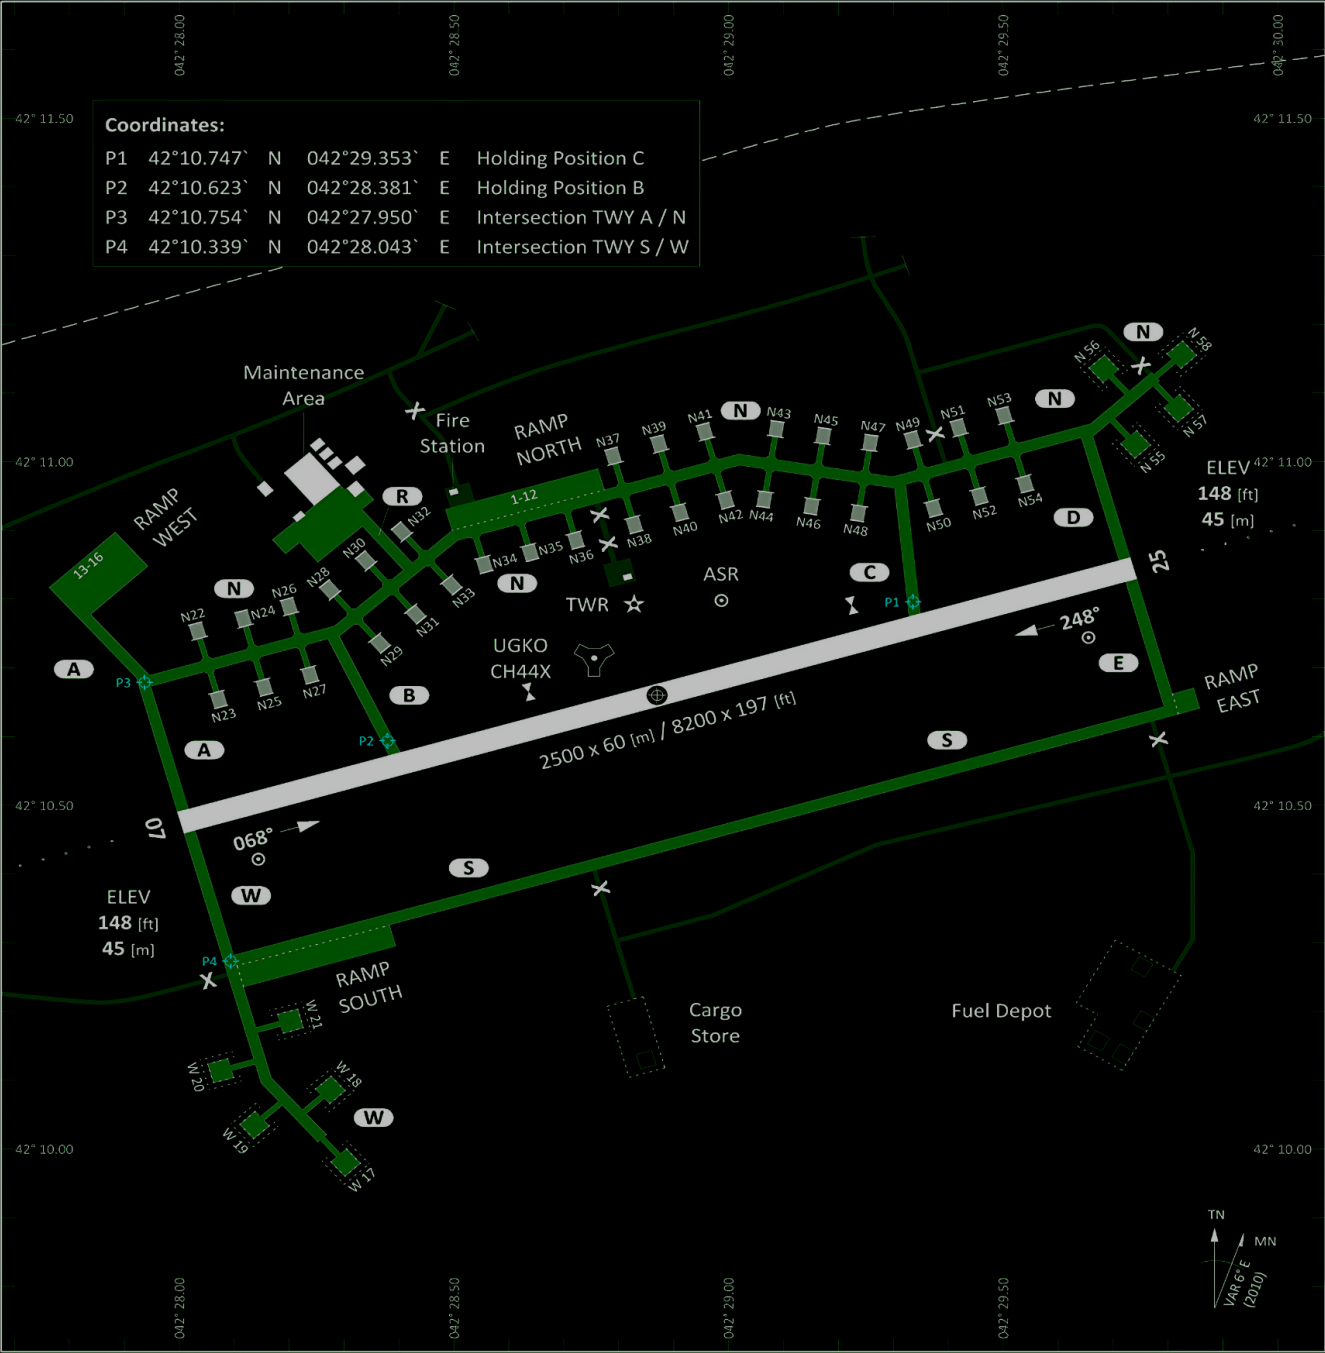 042° 28.00
042° 28.50
042° 29.00
042° 29.50
042° 30.00
42° 11.50
42° 11.50
Coordinates:
P1 42°10.747` N 042°29.353` E Holding Position C
P2 42°10.623` N 042°28.381` E Holding Position B
P3 42°10.754` N 042°27.950` E Intersection TWY A / N
P4 42°10.339` N 042°28.043` E Intersection TWY S / W
N
N 56
N 58
N 57
N 55
Maintenance
Area
Fire
Station
RAMP
NORTH
1-12
N37
N39
N41
N
N43
N45
N47
N49
N51
N53
N
42° 11.00
42° 11.00
ELEV
148 [ft]
45 [m]
RAMP
WEST
13-16
R
N32
N30
N28
N26
N24
N22
N
N34
N35
N36
N38
N40
N42
N44
N46
N48
N50
N52
N54
D
N
N33
N31
N29
N27
N25
N23
TWR
ASR
C
P1
25
248°
E
RAMP
EAST
UGKO
CH44X
A
P3
B
P2
A
2500 x 60 [m] / 8200 x 197 [ft]
S
42° 10.50
42° 10.50
07
068°
S
W
ELEV
148 [ft]
45 [m]
P4
RAMP
SOUTH
Cargo
Store
Fuel Depot
W 21
W 20
W 18
W 19
W
W 17
42° 10.00
42° 10.00
TN
MN
VAR 6° E
(2010)
042° 28.00
042° 28.50
042° 29.00
042° 29.50